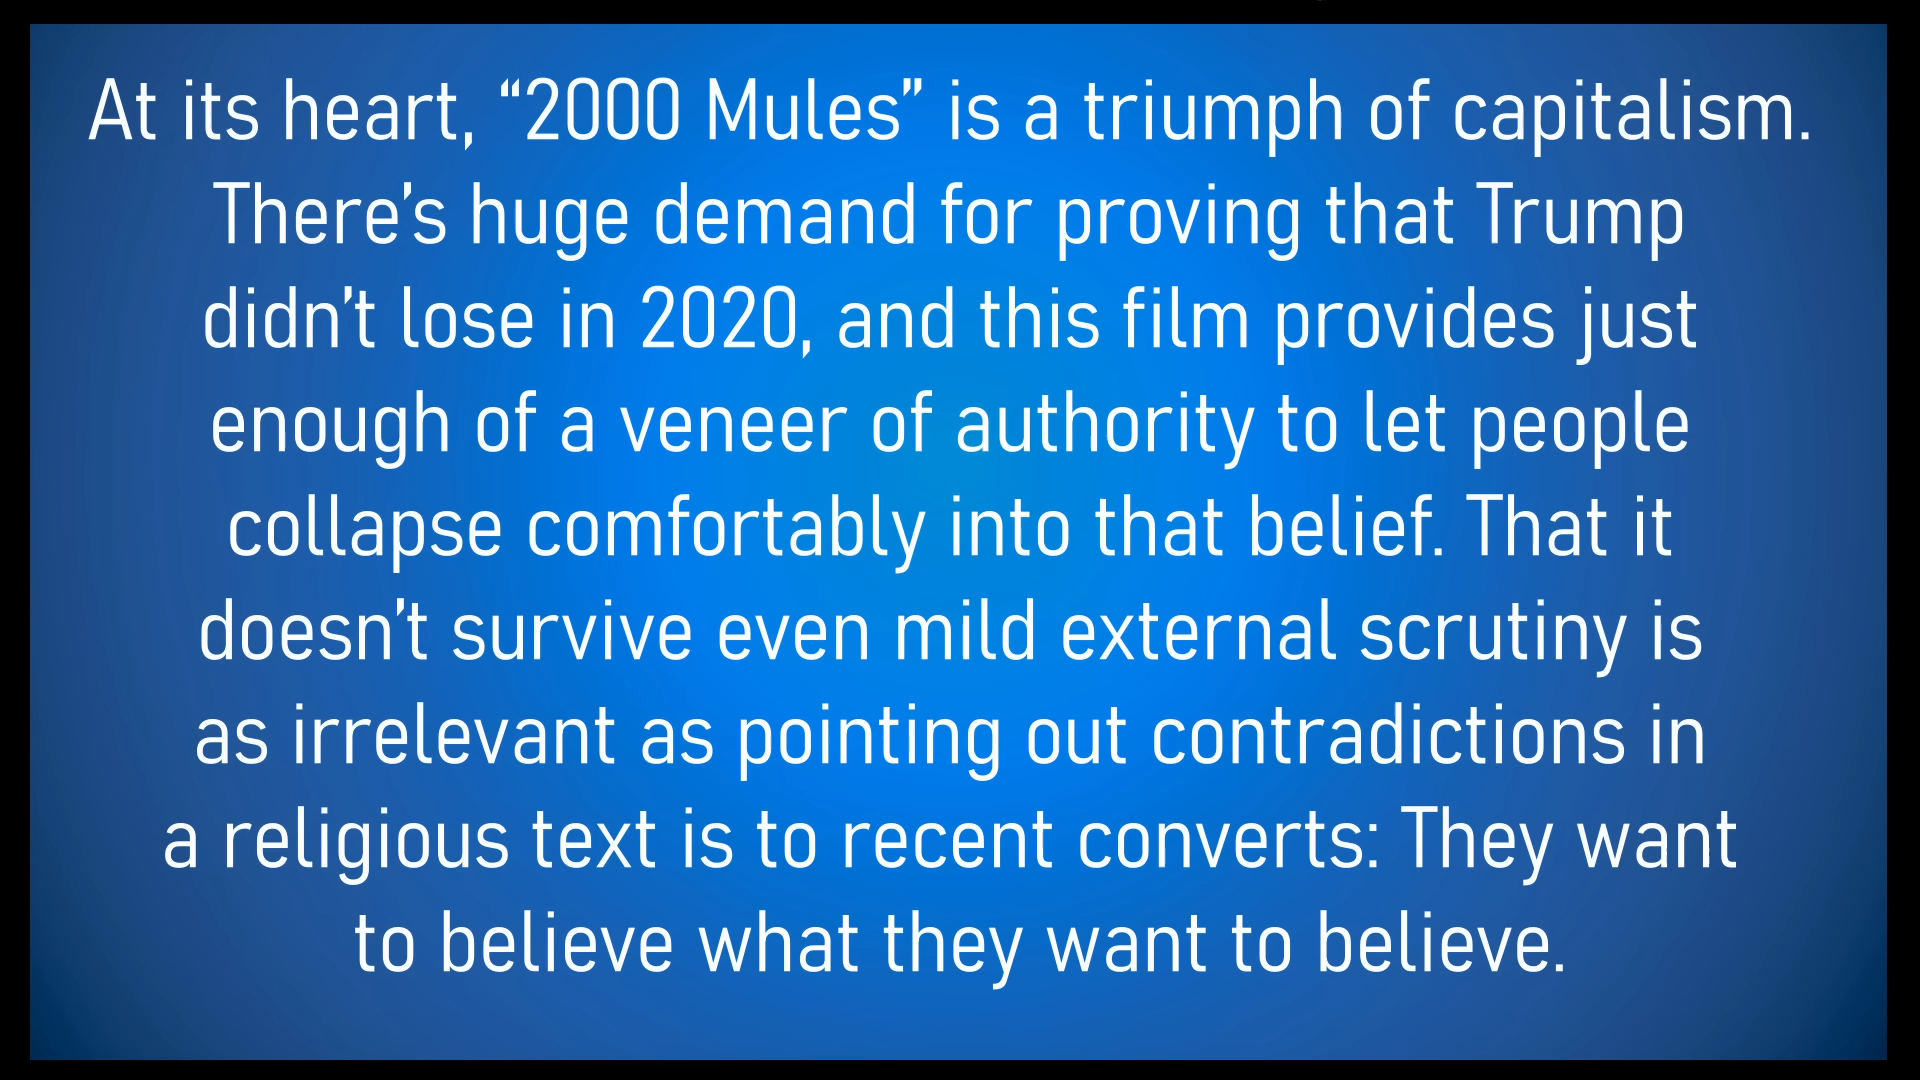 At its heart, “2000 Mules” is a triumph of capitalism.
There’s huge demand for proving that Trump
didn’t lose in 2020, and this film provides just
enough of a veneer of authority to let people
collapse comfortably into that belief. That it
doesn’t survive even mild external scrutiny is
as irrelevant as pointing out contradictions in
a religious text is to recent converts: They want
to believe what they want to believe.